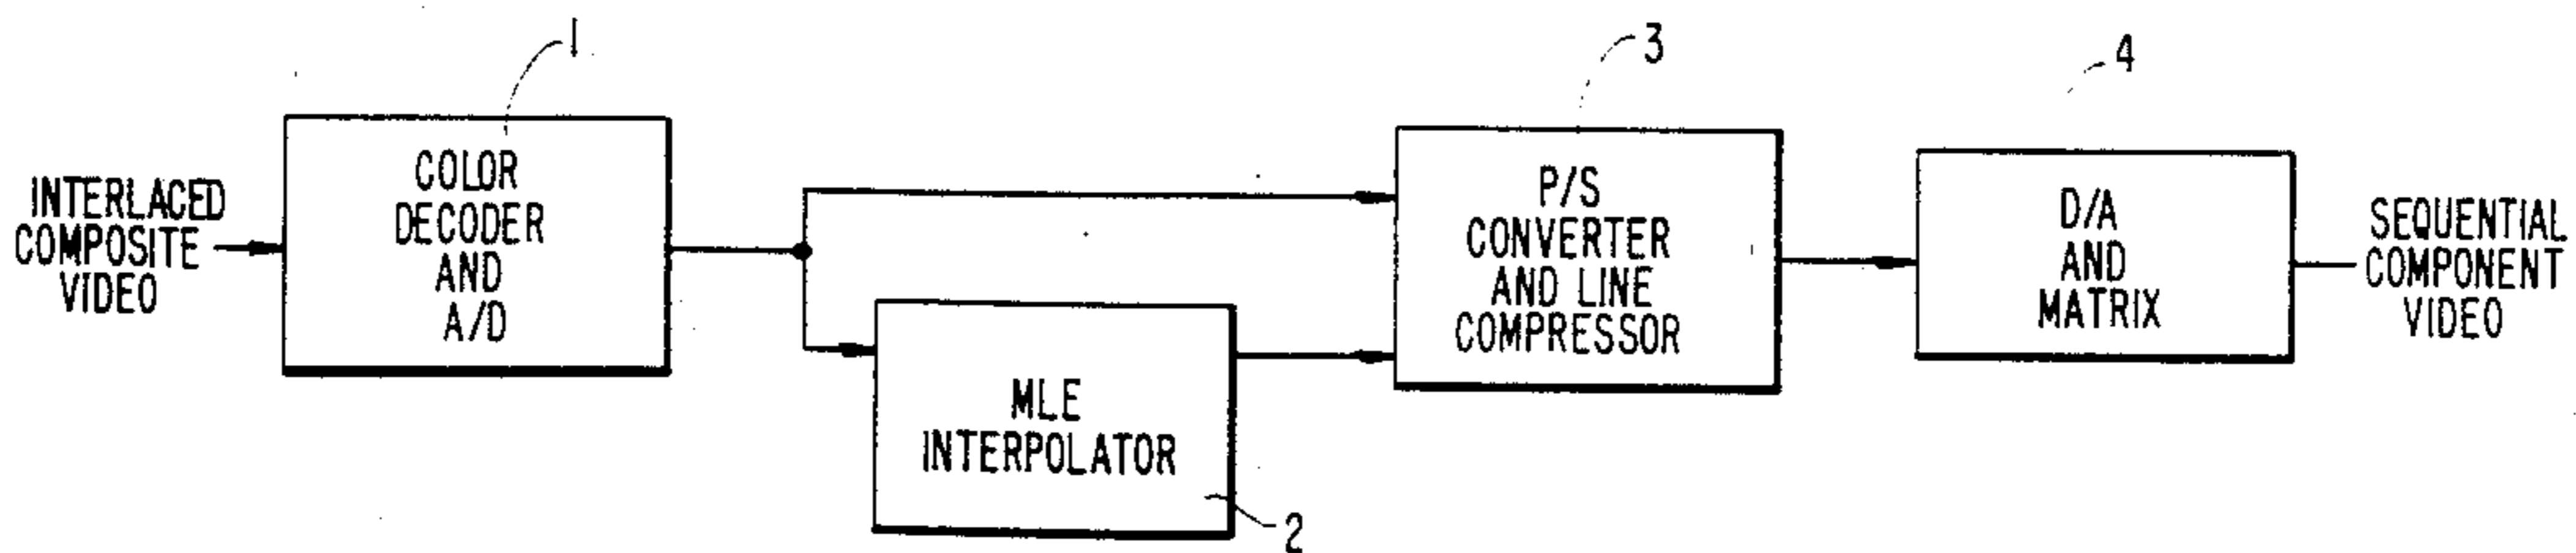 1
3
4
INTERLACED
COMPOSITE
VIDEO
COLOR
DECODER
AND
A/D
P/S
CONVERTER
AND LINE
COMPRESSOR
D/A
AND
MATRIX
SEQUENTIAL
COMPONENT
VIDEO
MLE
INTERPOLATOR
2